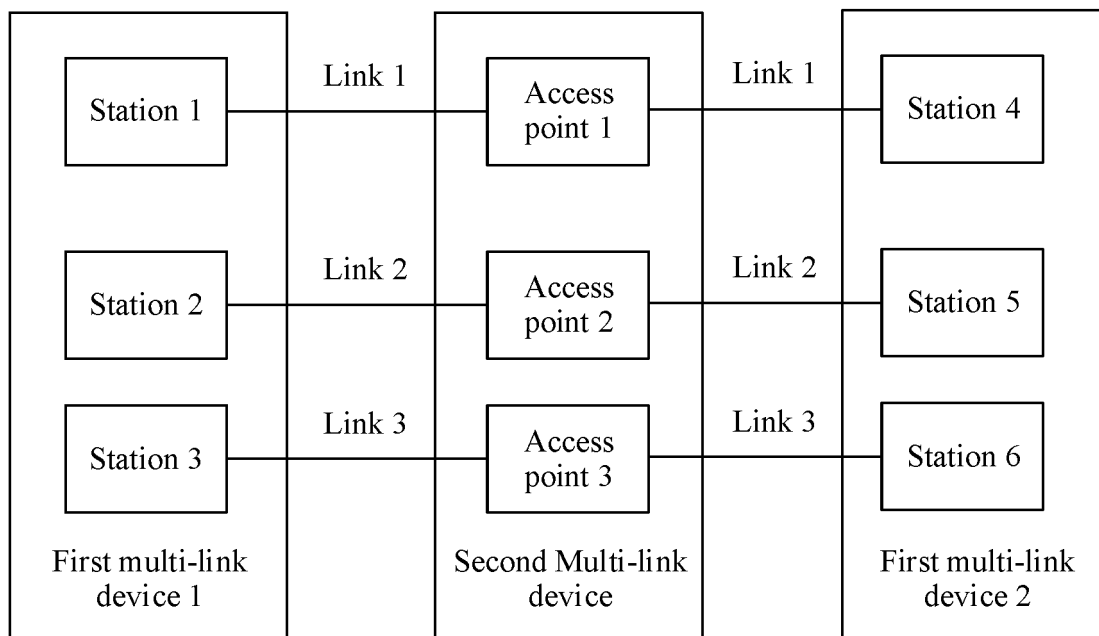 Link 1
Link 1
Station 1
Access
point 1
Station 4
Link 2
Link 2
Station 2
Access
point 2
Station 5
Link 3
Link 3
Station 3
Access
point 3
Station 6
First multi-link
device 1
Second Multi-link
device
First multi-link
device 2